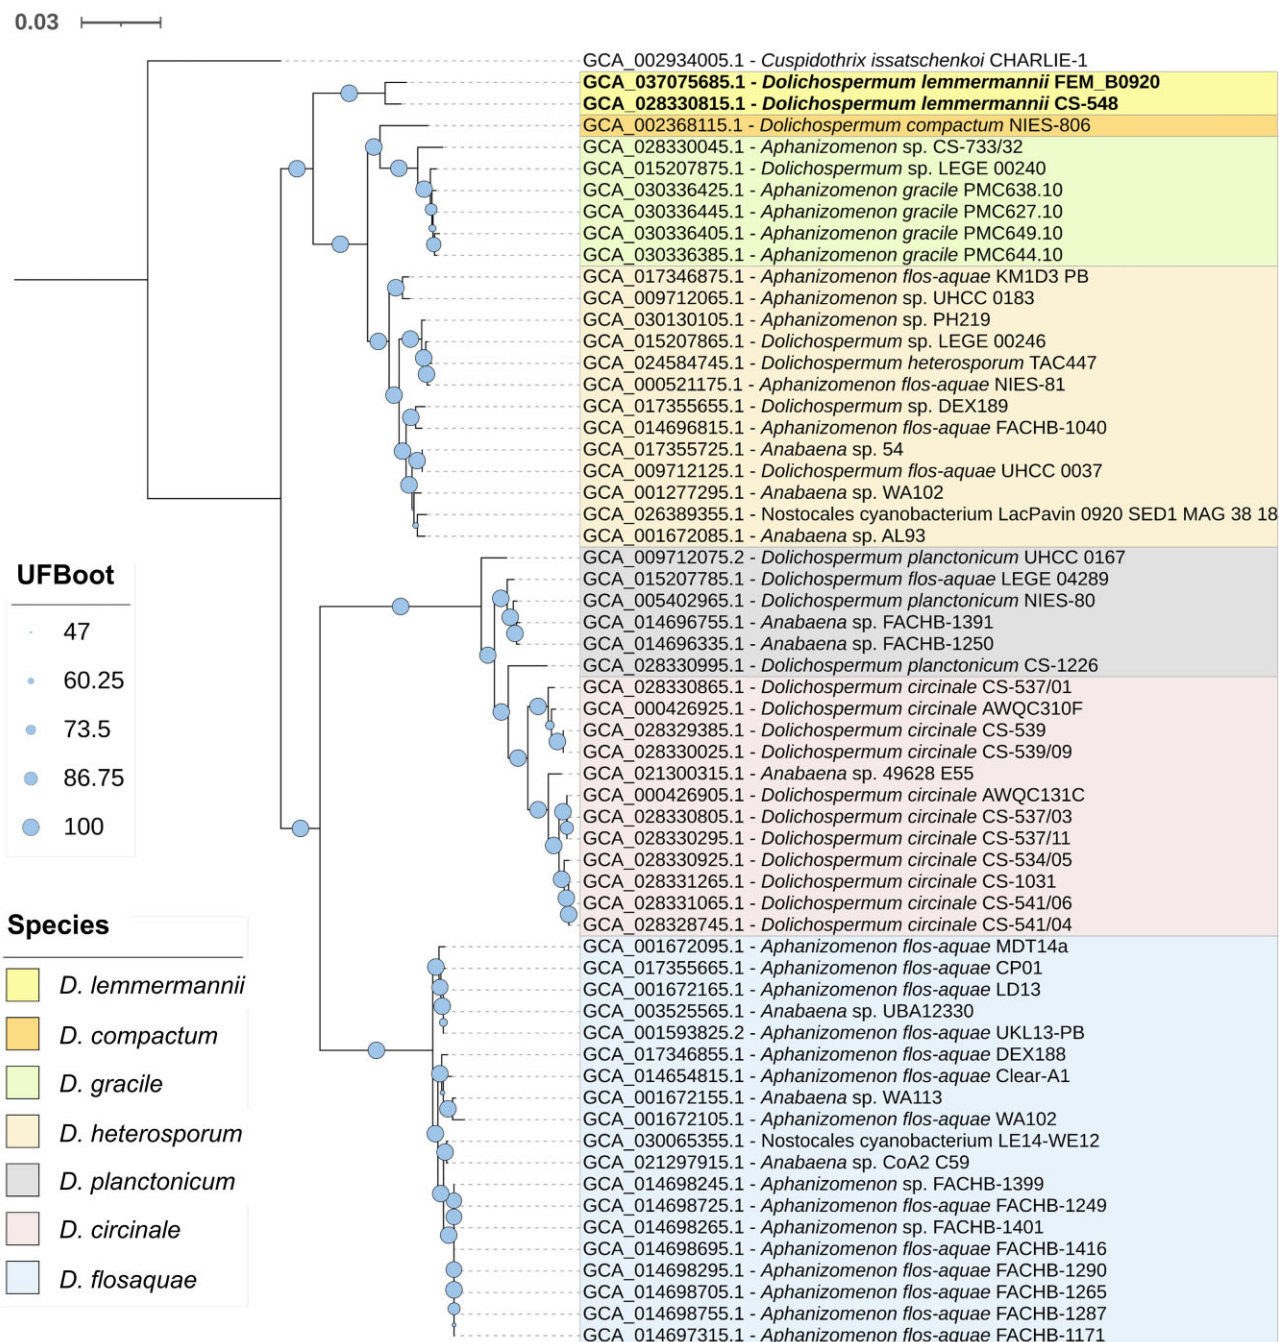 0.03
GCA_002934005.1 - Cuspidothrix issatschenkoi CHARLIE-1
GCA_037075685.1 - Dolichospermum lemmermannii FEM_B0920
GCA_028330815.1 - Dolichospermum lemmermannii CS-548
GCA_002368115.1 - Dolichospermum compactum NIES-806
GCA_028330045.1 - Aphanizomenon sp. CS-733/32
GCA_015207875.1 - Dolichospermum sp. LEGE 00240
GCA_030336425.1 - Aphanizomenon gracile PMC638.10
GCA_030336445.1 - Aphanizomenon gracile PMC627.10
GCA_030336405.1 - Aphanizomenon gracile PMC649.10
GCA_030336385.1 - Aphanizomenon gracile PMC644.10
GCA_017346875.1 - Aphanizomenon flos-aquae KM1D3 PB
GCA_009712065.1 - Aphanizomenon sp. UHCC 0183
GCA_030130105.1 - Aphanizomenon sp. PH219
GCA_015207865.1 - Dolichospermum sp. LEGE 00246
GCA_024584745.1 - Dolichospermum heterosporum TAC447
GCA_000521175.1 - Aphanizomenon flos-aquae NIES-81
GCA_017355655.1 - Dolichospermum sp. DEX189
GCA_014696815.1 - Aphanizomenon flos-aquae FACHB-1040
GCA_017355725.1 - Anabaena sp. 54
GCA_009712125.1 - Dolichospermum flos-aquae UHCC 0037
GCA_001277295.1 - Anabaena sp. WA102
GCA_026389355.1 - Nostocales cyanobacterium LacPavin 0920 SED1 MAG 38 18
GCA_001672085.1 - Anabaena sp. AL93
GCA_009712075.2 - Dolichospermum planctonicum UHCC 0167
GCA_015207785.1 - Dolichospermum flos-aquae LEGE 04289
GCA_005402965.1 - Dolichospermum planctonicum NIES-80
GCA_014696755.1 - Anabaena sp. FACHB-1391
GCA_014696335.1 - Anabaena sp. FACHB-1250
GCA_028330995.1 - Dolichospermum planctonicum CS-1226
GCA_028330865.1 - Dolichospermum circinale CS-537/01
GCA_000426925.1 - Dolichospermum circinale AWQC310F
GCA_028329385.1 - Dolichospermum circinale CS-539
GCA_028330025.1 - Dolichospermum circinale CS-539/09
GCA_021300315.1 - Anabaena sp. 49628 E55
GCA_000426905.1 - Dolichospermum circinale AWQC131C
GCA_028330805.1 - Dolichospermum circinale CS-537/03
GCA_028330295.1 - Dolichospermum circinale CS-537/11
GCA_028330925.1 - Dolichospermum circinale CS-534/05
GCA_028331265.1 - Dolichospermum circinale CS-1031
GCA_028331065.1 - Dolichospermum circinale CS-541/06
GCA_028328745.1 - Dolichospermum circinale CS-541/04
GCA_001672095.1 - Aphanizomenon flos-aquae MDT14a
GCA_017355665.1 - Aphanizomenon flos-aquae CP01
GCA_001672165.1 - Aphanizomenon flos-aquae LD13
GCA_003525565.1 - Anabaena sp. UBA12330
GCA_001593825.2 - Aphanizomenon flos-aquae UKL13-PB
GCA_017346855.1 - Aphanizomenon flos-aquae DEX188
GCA_014654815.1 - Aphanizomenon flos-aquae Clear-A1
GCA_001672155.1 - Anabaena sp. WA113
GCA_001672105.1 - Aphanizomenon flos-aquae WA102
GCA_030065355.1 - Nostocales cyanobacterium LE14-WE12
GCA_021297915.1 - Anabaena sp. CoA2 C59
GCA_014698245.1 - Aphanizomenon sp. FACHB-1399
GCA_014698725.1 - Aphanizomenon flos-aquae FACHB-1249
GCA_014698265.1 - Aphanizomenon sp. FACHB-1401
GCA_014698695.1 - Aphanizomenon flos-aquae FACHB-1416
GCA_014698295.1 - Aphanizomenon flos-aquae FACHB-1290
GCA_014698705.1 - Aphanizomenon flos-aquae FACHB-1265
GCA_014698755.1 - Aphanizomenon flos-aquae FACHB-1287
GCA_014697315.1 - Aphanizomenon flos-aquae FACHB-1171
UFBoot
47
60.25
73.5
86.75
100
Species
D. lemmermannii
D. compactum
D. gracile
D. heterosporum
D. planctonicum
D. circinale
D. flosaquae